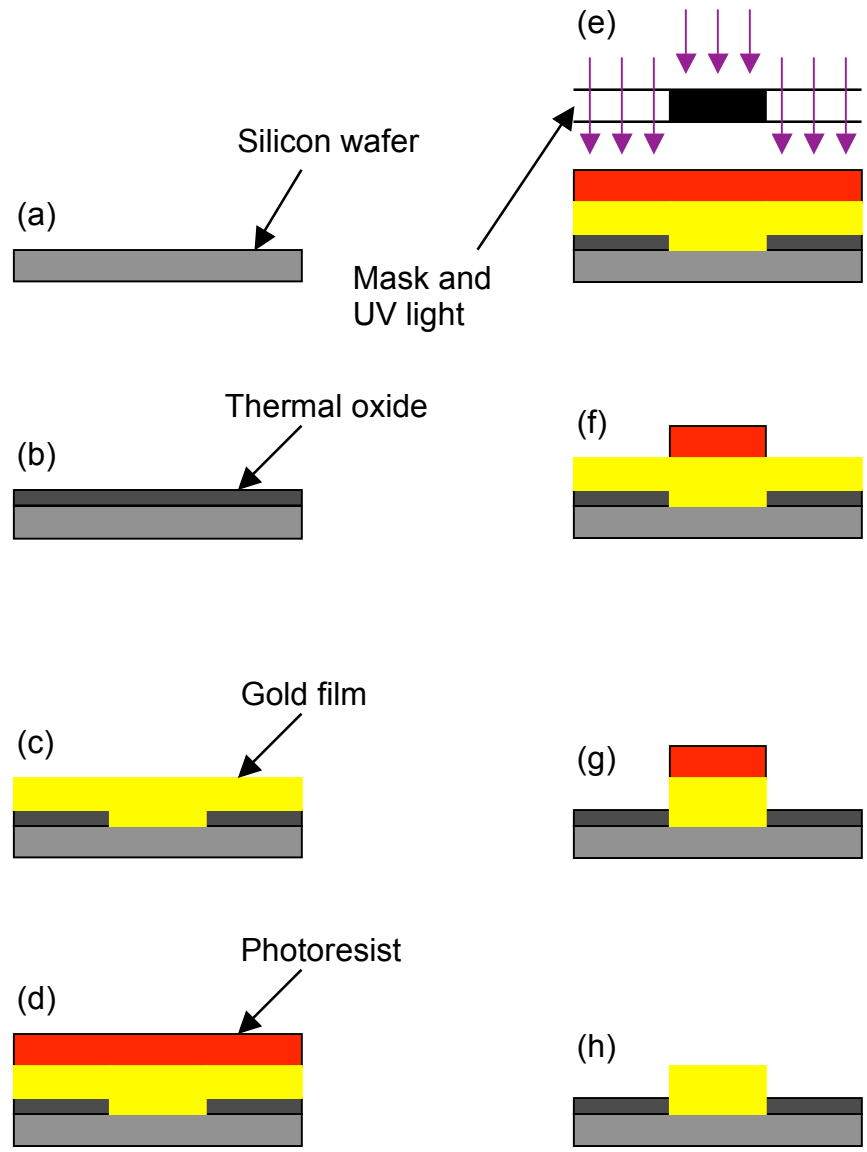 (a)
Silicon wafer
(b)
Thermal oxide
(c)
Gold film
(d)
Photoresist
(e)
Mask and
UV light
(f)
(g)
(h)